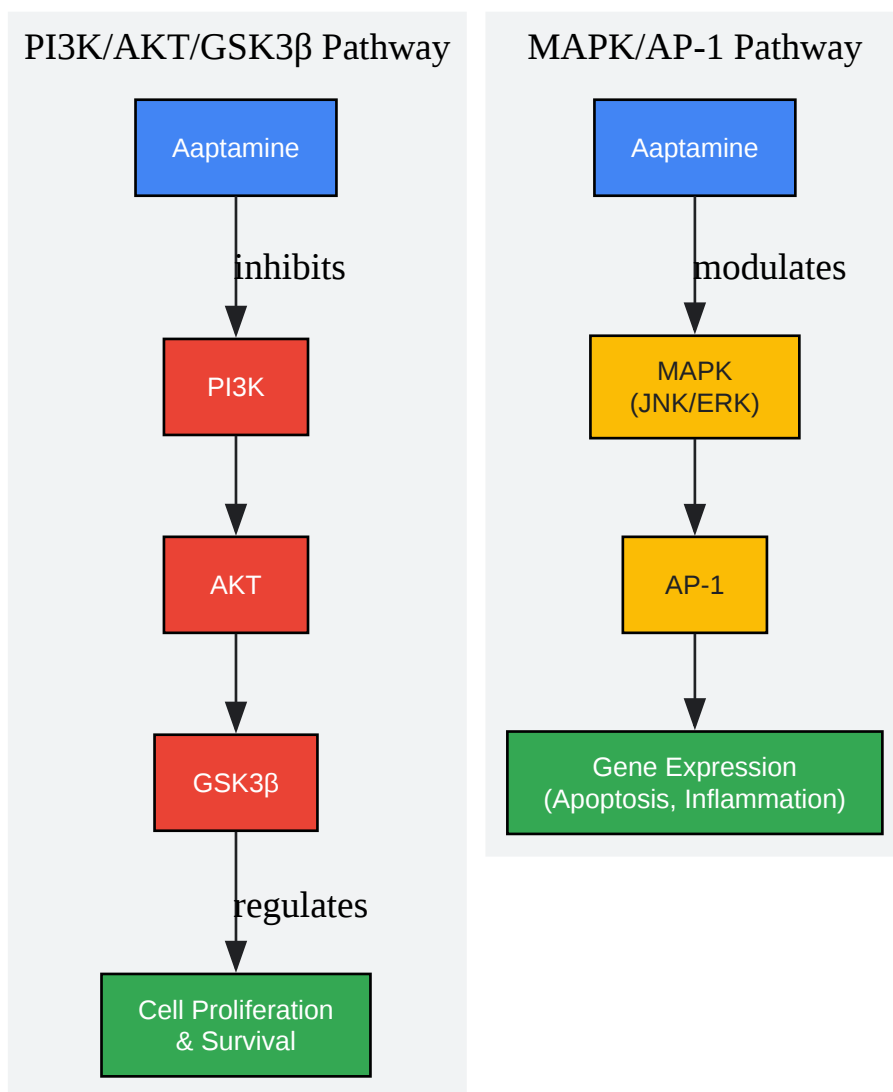 PI3K/AKT/GSK3β Pathway
Aaptamine
inhibits
PI3K
AKT
GSK3β
regulates
Cell Proliferation
& Survival
MAPK/AP-1 Pathway
Aaptamine
modulates
MAPK
(JNK/ERK)
AP-1
Gene Expression
(Apoptosis, Inflammation)